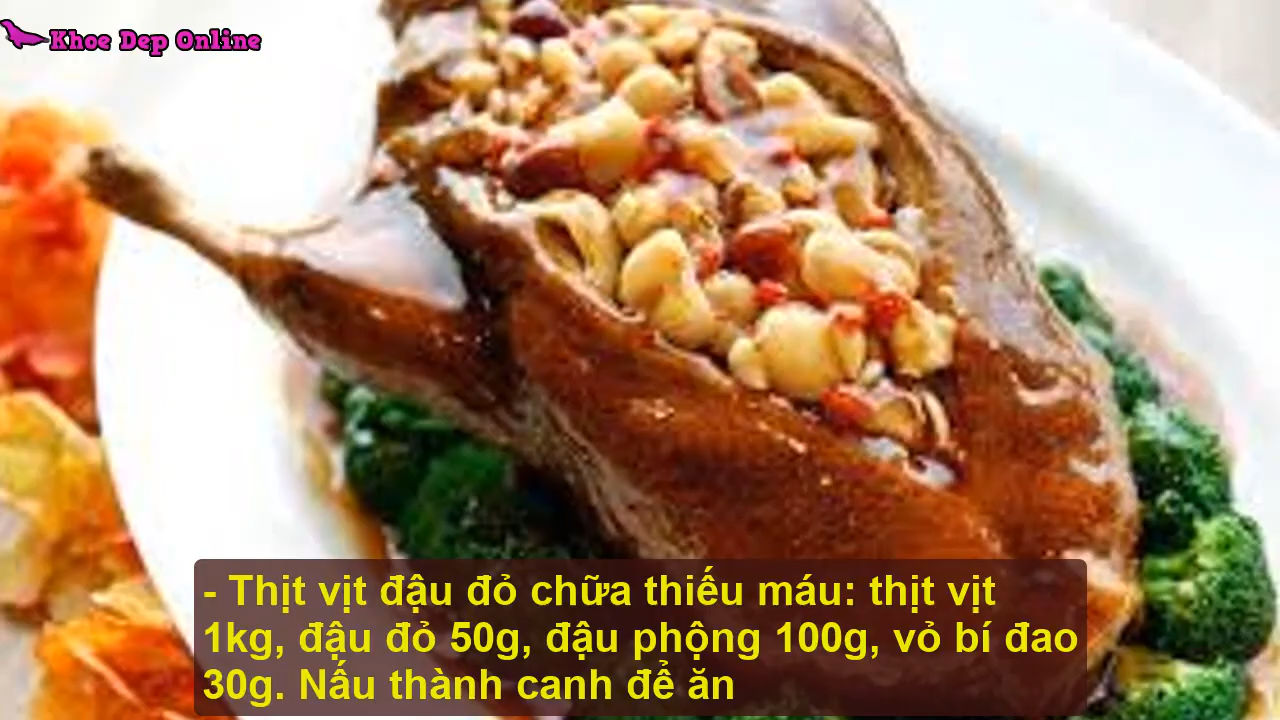 Khoe Dep Online
- Thịt vịt đậu đỏ chữa thiếu máu: thịt vịt
1kg, đậu đỏ 50g, đậu phộng 100g, vỏ bí đao
30g. Nấu thành canh để ăn